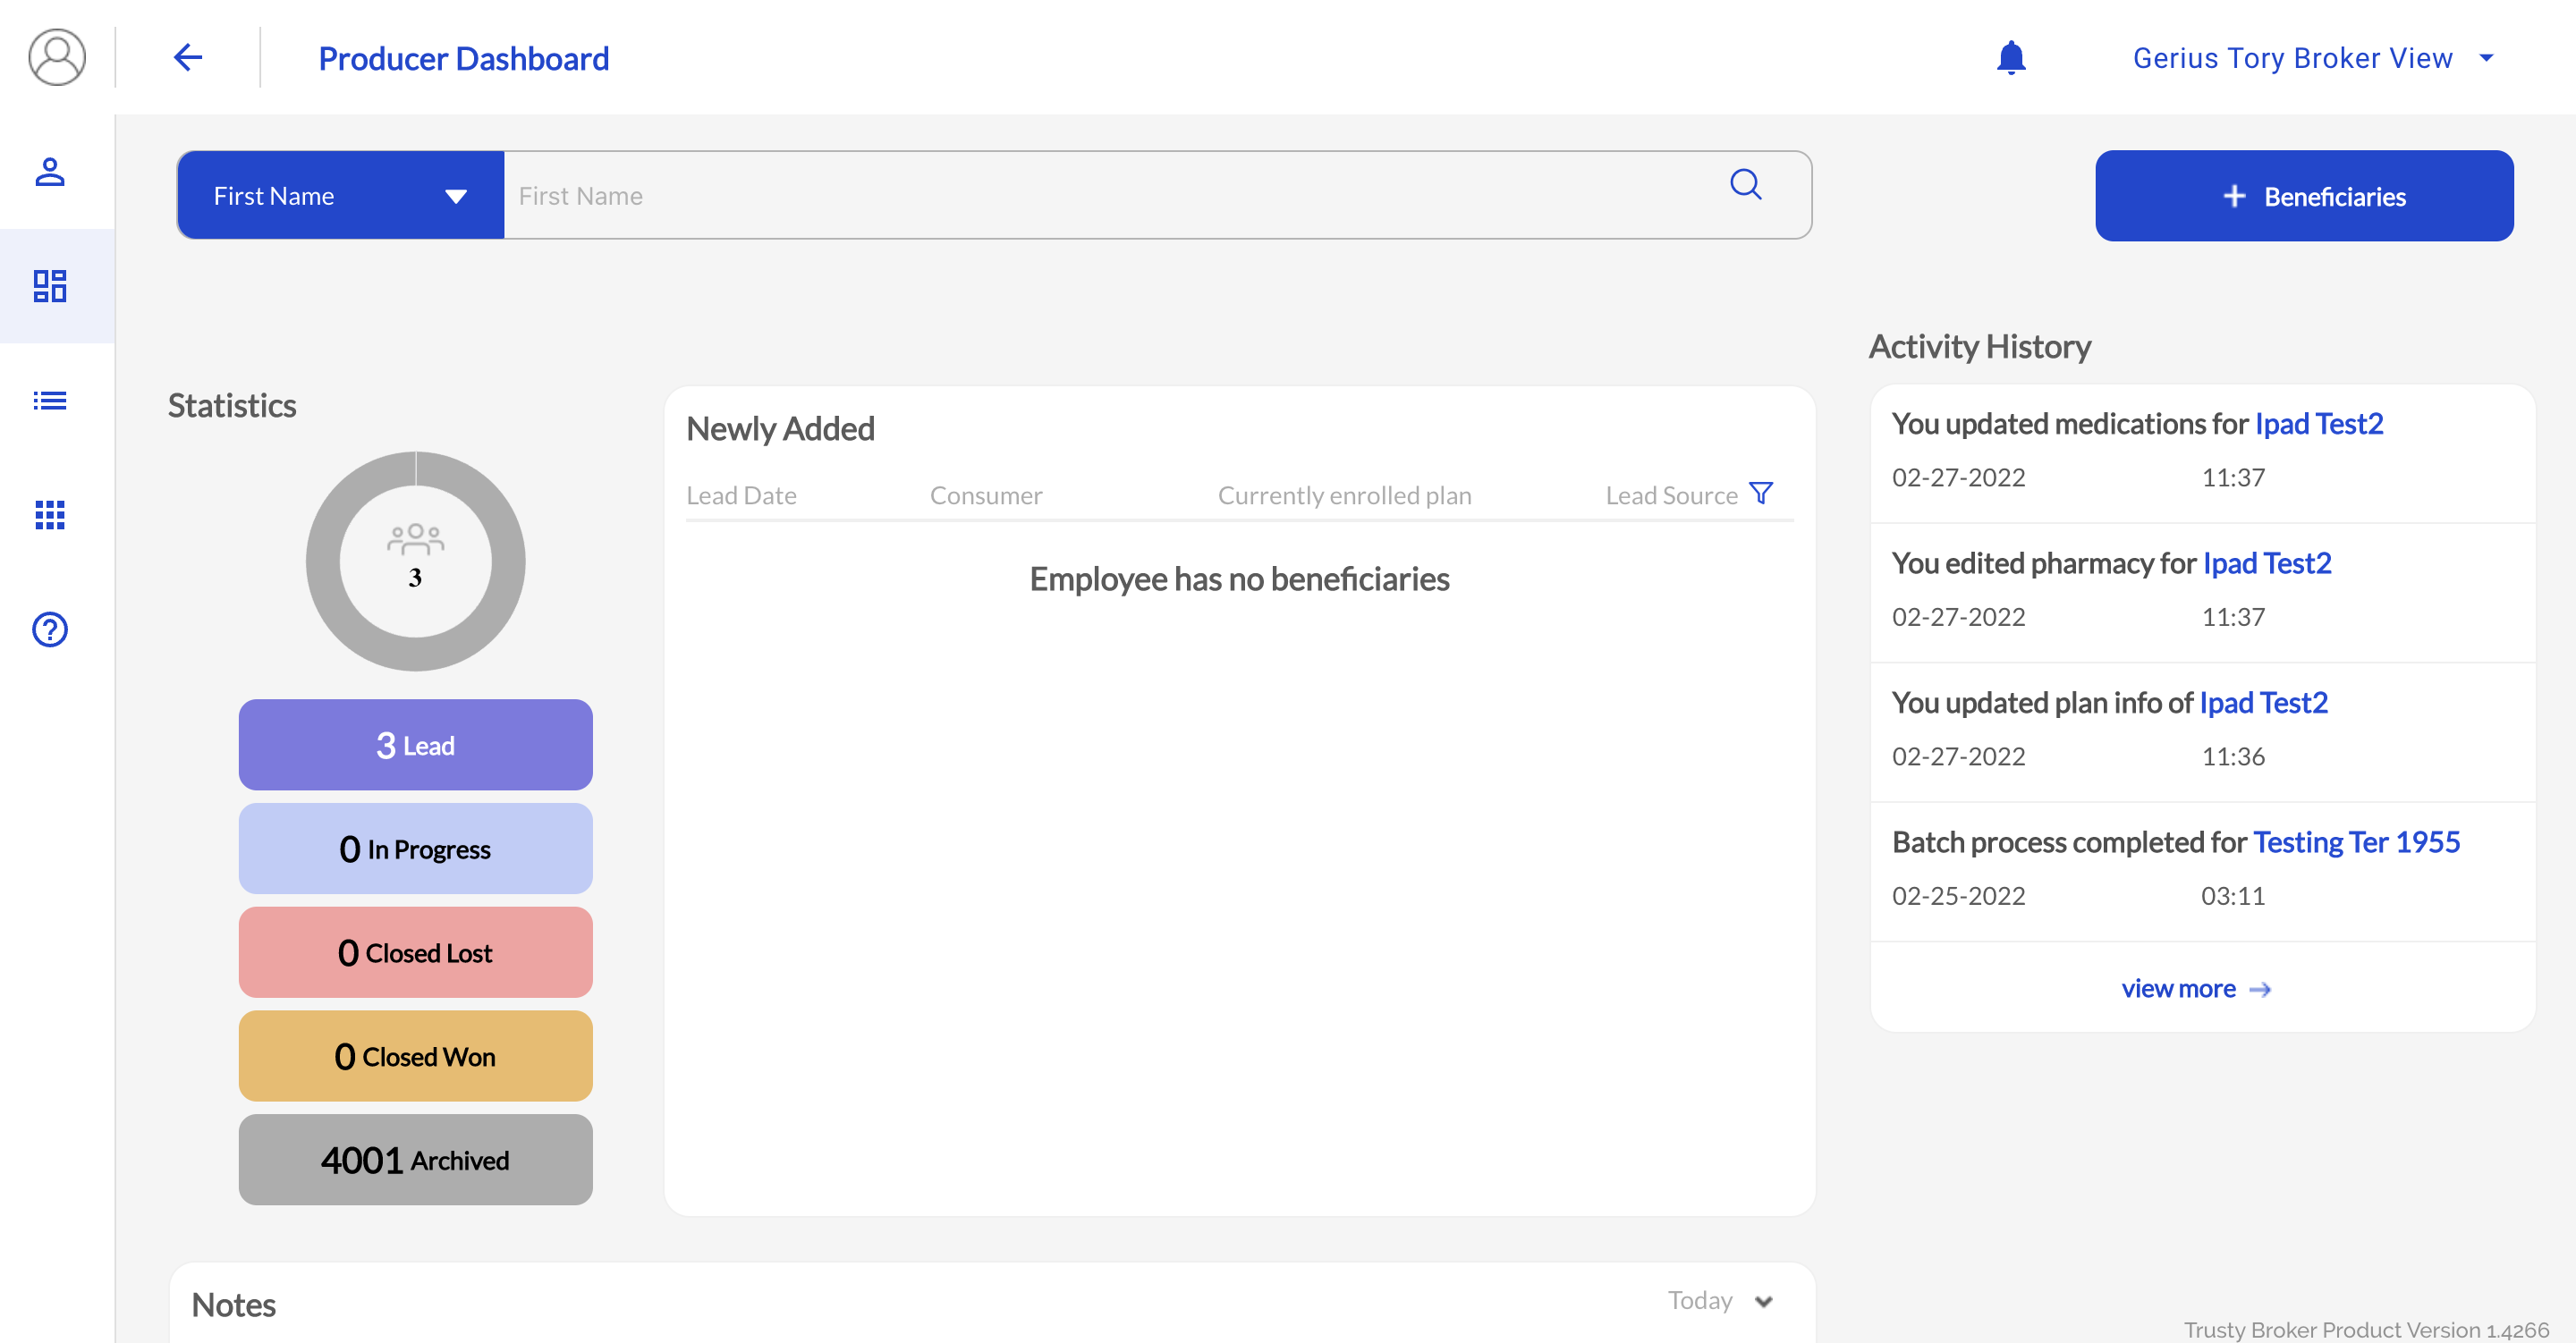 Producer Dashboard
Gerius Tory Broker View
First Name
First Name
+ Beneficiaries
Statistics
3
3 Lead
0 In Progress
0 Closed Lost
0 Closed Won
4001 Archived
Newly Added
Lead Date Consumer Currently enrolled plan Lead Source
Employee has no beneficiaries
Activity History
You updated medications for Ipad Test2
02-27-2022 11:37
You edited pharmacy for Ipad Test2
02-27-2022 11:37
You updated plan info of Ipad Test2
02-27-2022 11:36
Batch process completed for Testing Ter 1955
02-25-2022 03:11
view more →
Notes
Today
Trusty Broker Product Version 1.4266